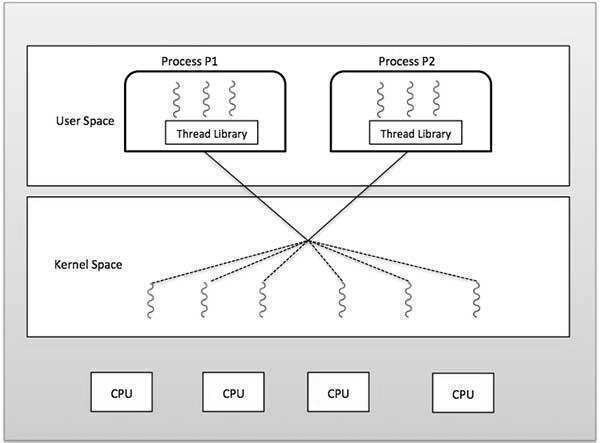 Process P1
Process P2
User Space
Thread Library
Thread Library
Kernel Space
CPU
CPU
CPU
CPU